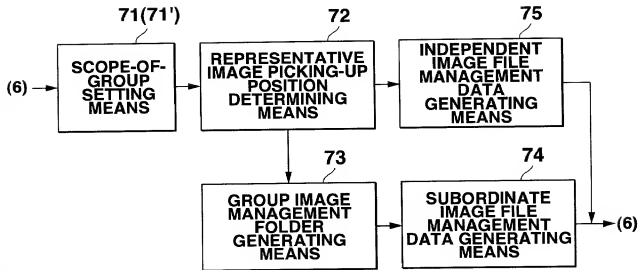 71(71')
72
75
(6)
SCOPE-OF-
GROUP
SETTING
MEANS
REPRESENTATIVE
IMAGE PICKING-UP
POSITION
DETERMINING
MEANS
INDEPENDENT
IMAGE FILE
MANAGEMENT
DATA
GENERATING
MEANS
73
74
GROUP IMAGE
MANAGEMENT
FOLDER
GENERATING
MEANS
SUBORDINATE
IMAGE FILE
MANAGEMENT
DATA GENERATING
MEANS
(6)